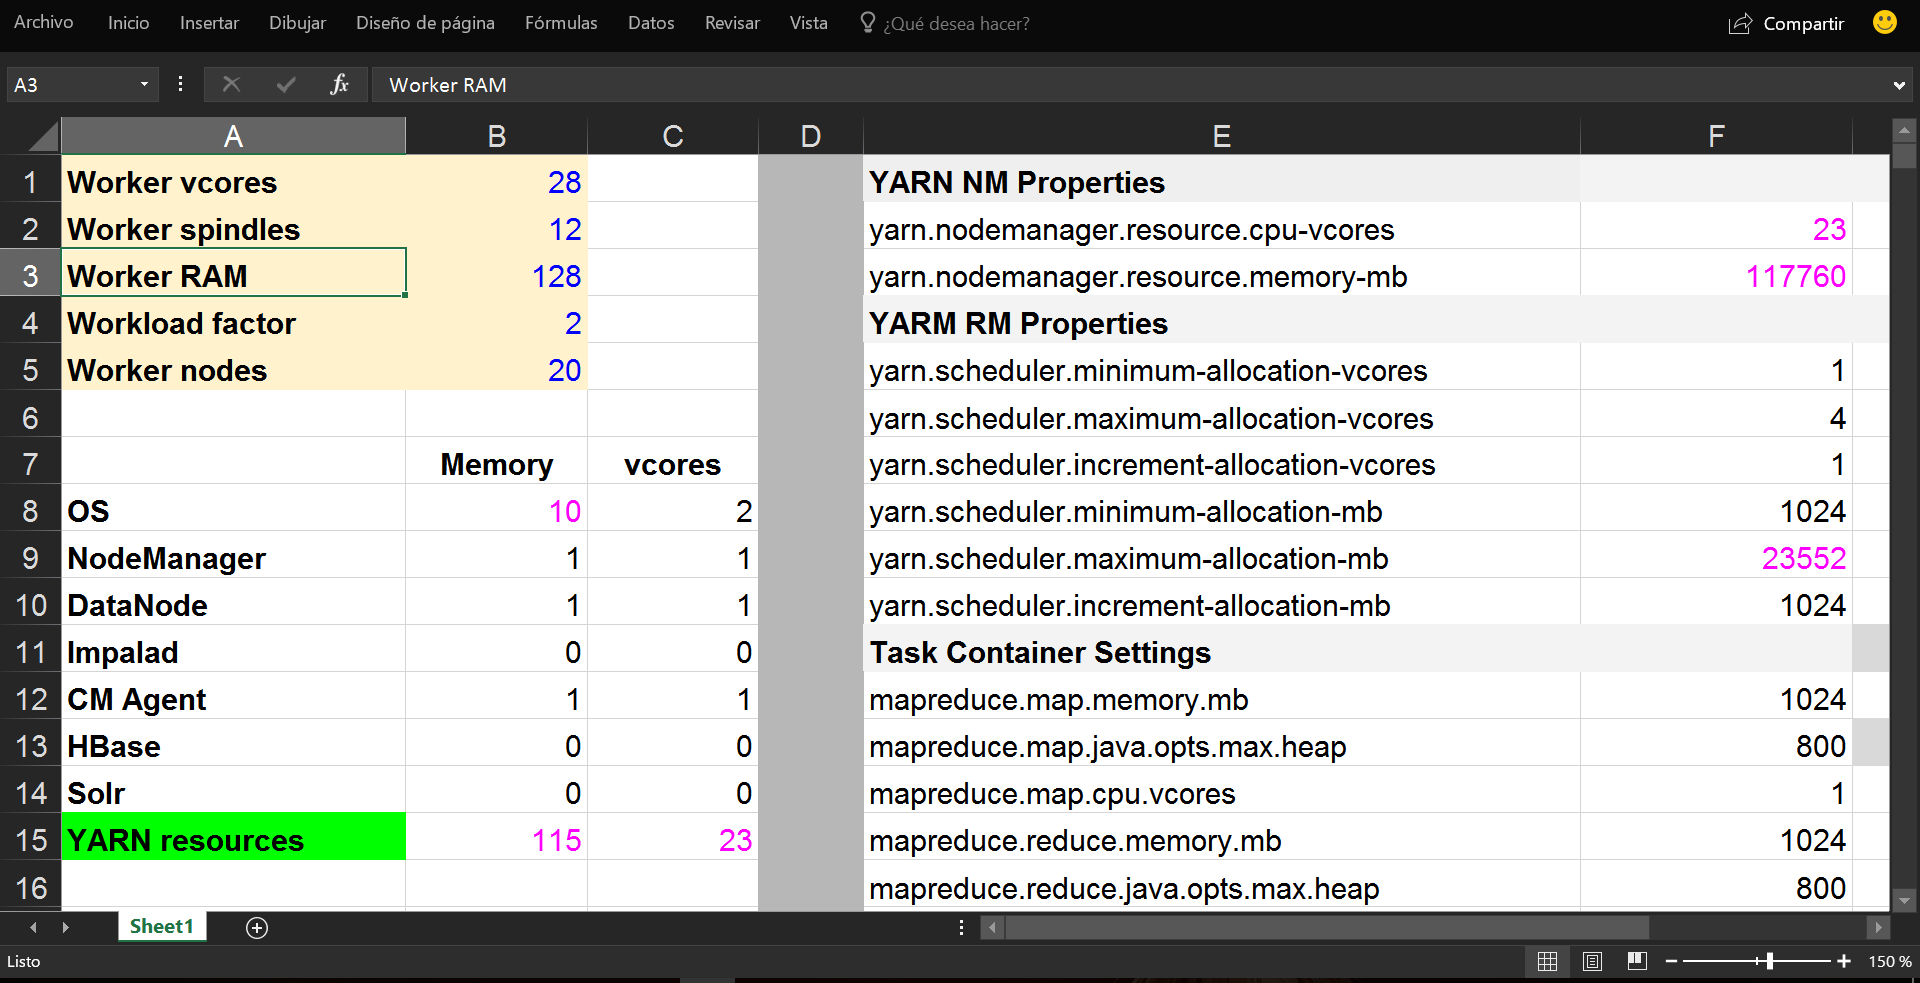 Archivo Inicio Insertar Dibujar Diseño de página Fórmulas Datos Revisar Vista ¿Qué desea hacer? Compartir
A3 fx Worker RAM
A B C D E F
1 Worker vcores 28 YARN NM Properties
2 Worker spindles 12 yarn.nodemanager.resource.cpu-vcores 23
3 Worker RAM 128 yarn.nodemanager.resource.memory-mb 117760
4 Workload factor 2 YARM RM Properties
5 Worker nodes 20 yarn.scheduler.minimum-allocation-vcores 1
6 yarn.scheduler.maximum-allocation-vcores 4
7 Memory vcores yarn.scheduler.increment-allocation-vcores 1
8 OS 10 2 yarn.scheduler.minimum-allocation-mb 1024
9 NodeManager 1 1 yarn.scheduler.maximum-allocation-mb 23552
10 DataNode 1 1 yarn.scheduler.increment-allocation-mb 1024
11 Impalad 0 0 Task Container Settings
12 CM Agent 1 1 mapreduce.map.memory.mb 1024
13 HBase 0 0 mapreduce.map.java.opts.max.heap 800
14 Solr 0 0 mapreduce.map.cpu.vcores 1
15 YARN resources 115 23 mapreduce.reduce.memory.mb 1024
16 mapreduce.reduce.java.opts.max.heap 800
Sheet1
Listo 150 %